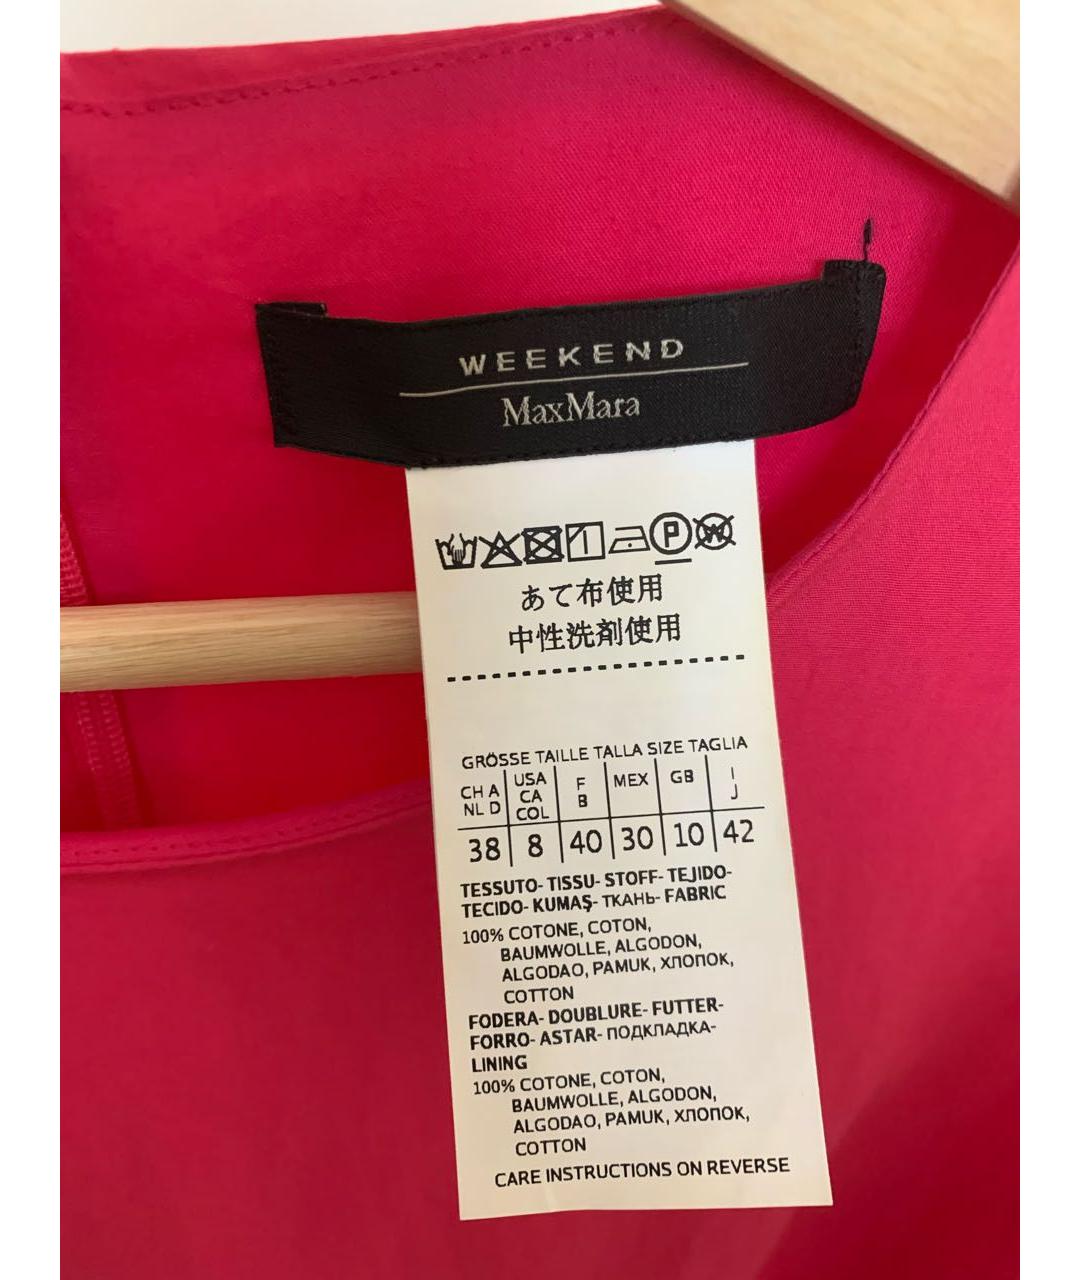 WEEKEND
MaxMara
P W
あて布使用
中性洗剤使用
GRÖSSE TAILLE TALLA SIZE TAGLIA
CH A USA F MEX GB I
NL D CA B J
COL
38 8 40 30 10 42
TESSUTO- TISSU- STOFF- TEJIDO-
TECIDO- KUMAŞ- ТКАНЬ- FABRIC
100% COTONE, COTON,
BAUMWOLLE, ALGODON,
ALGODAO, PAMUK, ХЛОПОК,
COTTON
FODERA- DOUBLURE- FUTTER-
FORRO- ASTAR- ПОДКЛАДКА-
LINING
100% COTONE, COTON,
BAUMWOLLE, ALGODON,
ALGODAO, PAMUK, ХЛОПОК,
COTTON
CARE INSTRUCTIONS ON REVERSE